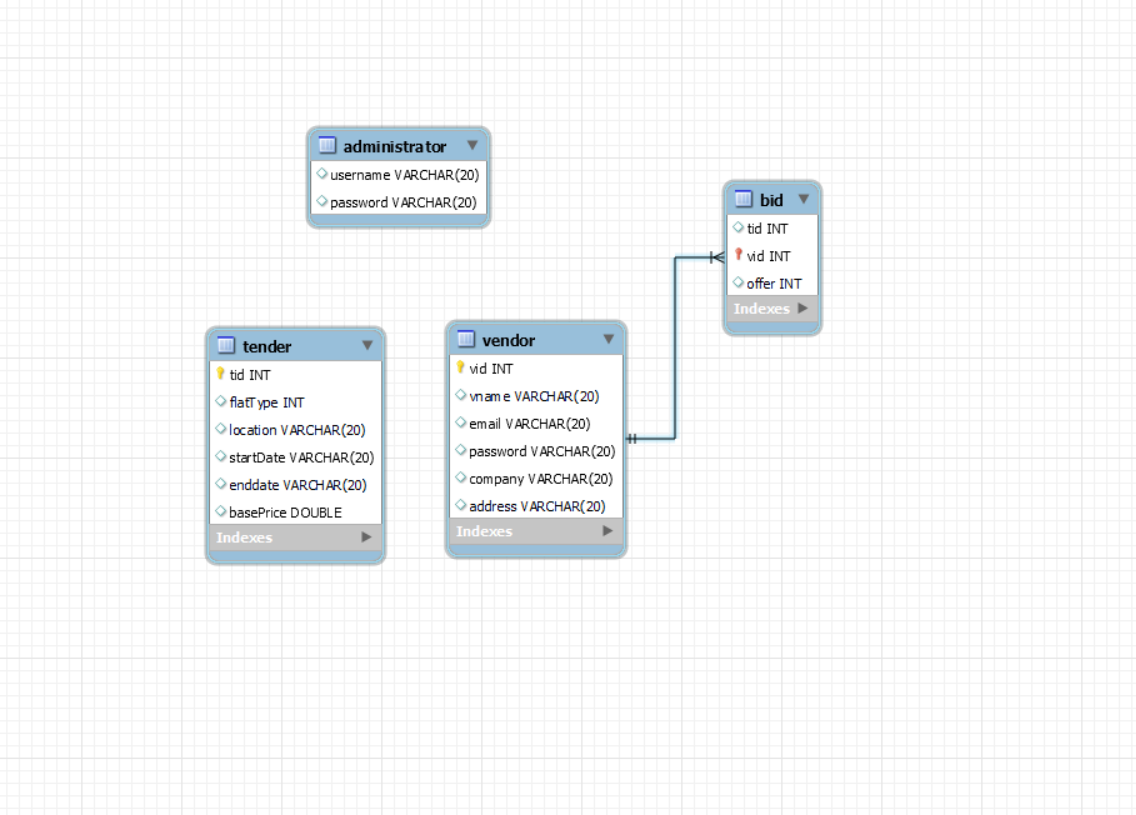 administrator
username VARCHAR(20)
password VARCHAR(20)
bid
tid INT
vid INT
offer INT
Indexes
tender
tid INT
flatType INT
location VARCHAR(20)
startDate VARCHAR(20)
enddate VARCHAR(20)
basePrice DOUBLE
Indexes
vendor
vid INT
vname VARCHAR(20)
email VARCHAR(20)
password VARCHAR(20)
company VARCHAR(20)
address VARCHAR(20)
Indexes